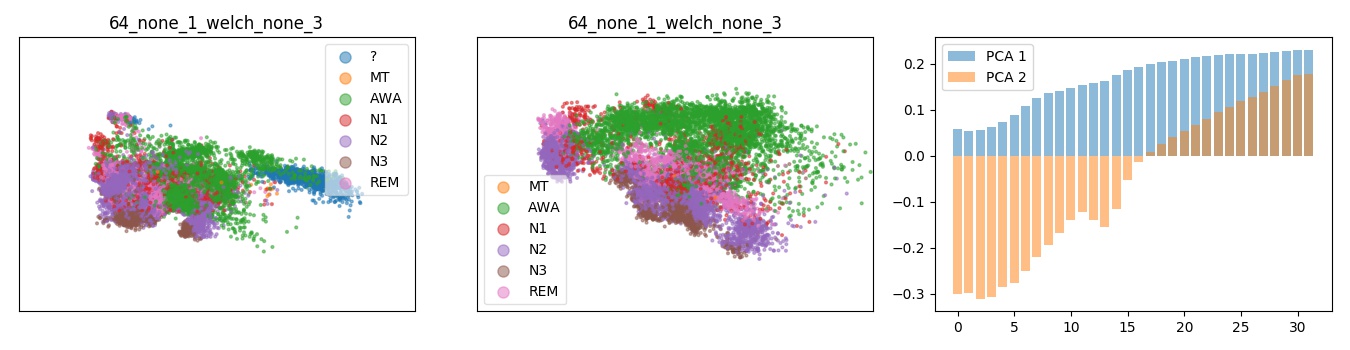 64_none_1_welch_none_3
?
MT
AWA
N1
N2
N3
REM
64_none_1_welch_none_3
MT
AWA
N1
N2
N3
REM
PCA 1
PCA 2
0.2
0.1
0.0
−0.1
−0.2
−0.3
0 5 10 15 20 25 30